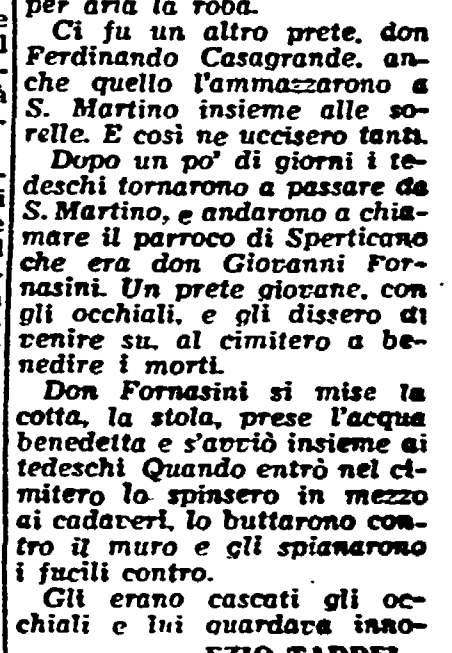 per aria la roba.
Ci fu un altro prete, don
Ferdinando Casagrande, an-
che quello l'ammazzarono a
S. Martino insieme alle so-
relle. E così ne uccisero tanti.
Dopo un po' di giorni i te-
deschi tornarono a passare da
S. Martino, e andarono a chia-
mare il parroco di Sperticano
che era don Giovanni For-
nasini. Un prete giovane, con
gli occhiali, e gli dissero di
venire su, al cimitero a be-
nedire i morti.
Don Fornasini si mise la
cotta, la stola, prese l'acqua
benedetta e s'avviò insieme ai
tedeschi Quando entrò nel ci-
mitero lo spinsero in mezzo
ai cadaveri, lo buttarono con-
tro il muro e gli spianarono
i fucili contro.
Gli erano cascati gli oc-
chiali e lui guardava inno-